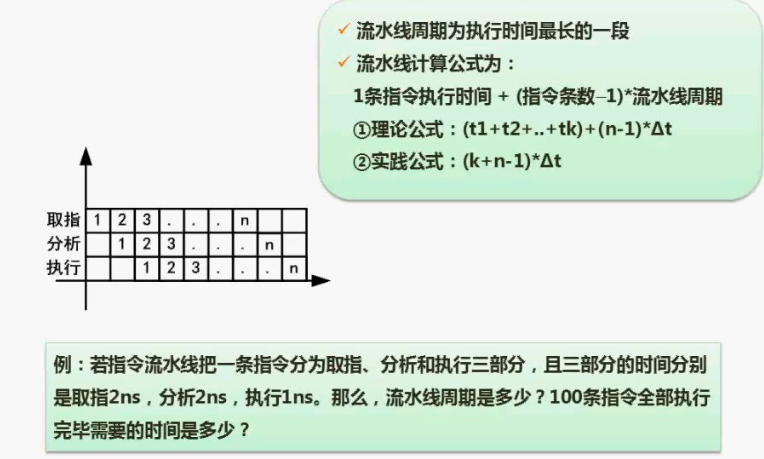 ✓ 流水线周期为执行时间最长的一段
✓ 流水线计算公式为：
1条指令执行时间 + (指令条数–1)*流水线周期
①理论公式：(t1+t2+..+tk)+(n-1)*Δt
②实践公式：(k+n-1)*Δt
取指 1 2 3 . . . n
分析 1 2 3 . . . n
执行 1 2 3 . . . n
例：若指令流水线把一条指令分为取指、分析和执行三部分，且三部分的时间分别
是取指2ns，分析2ns，执行1ns。那么，流水线周期是多少？100条指令全部执行
完毕需要的时间是多少？